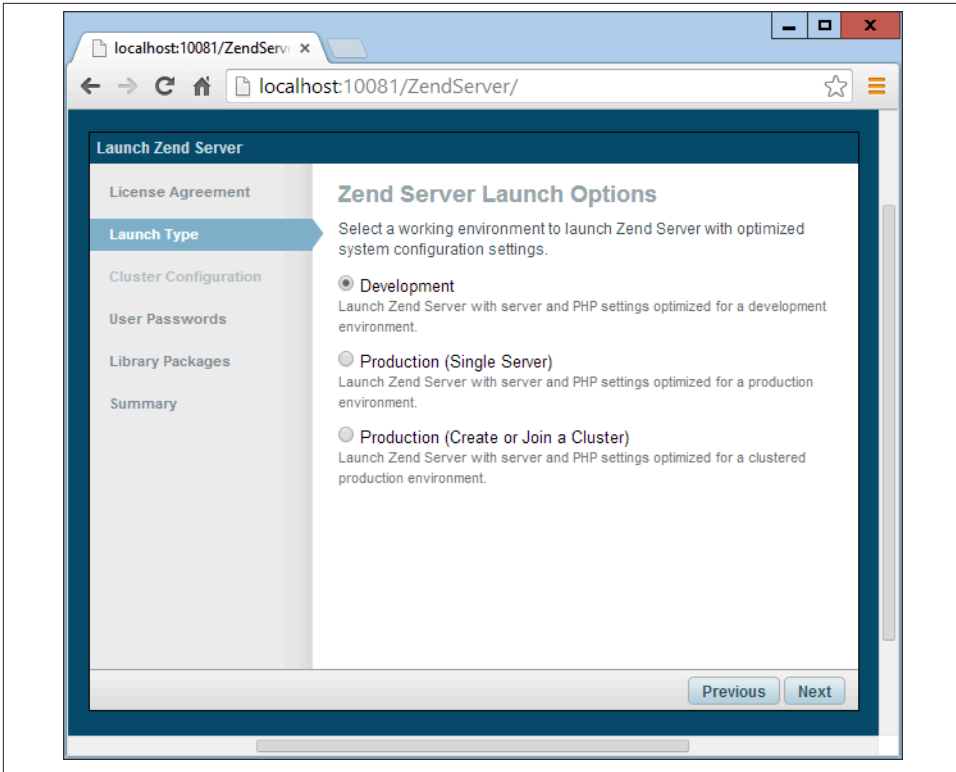 localhost:10081/ZendServ
localhost:10081/ZendServer/
Launch Zend Server
License Agreement
Launch Type
Cluster Configuration
User Passwords
Library Packages
Summary
Zend Server Launch Options
Select a working environment to launch Zend Server with optimized
system configuration settings.
Development
Launch Zend Server with server and PHP settings optimized for a development
environment.
Production (Single Server)
Launch Zend Server with server and PHP settings optimized for a production
environment.
Production (Create or Join a Cluster)
Launch Zend Server with server and PHP settings optimized for a clustered
production environment.
Previous Next